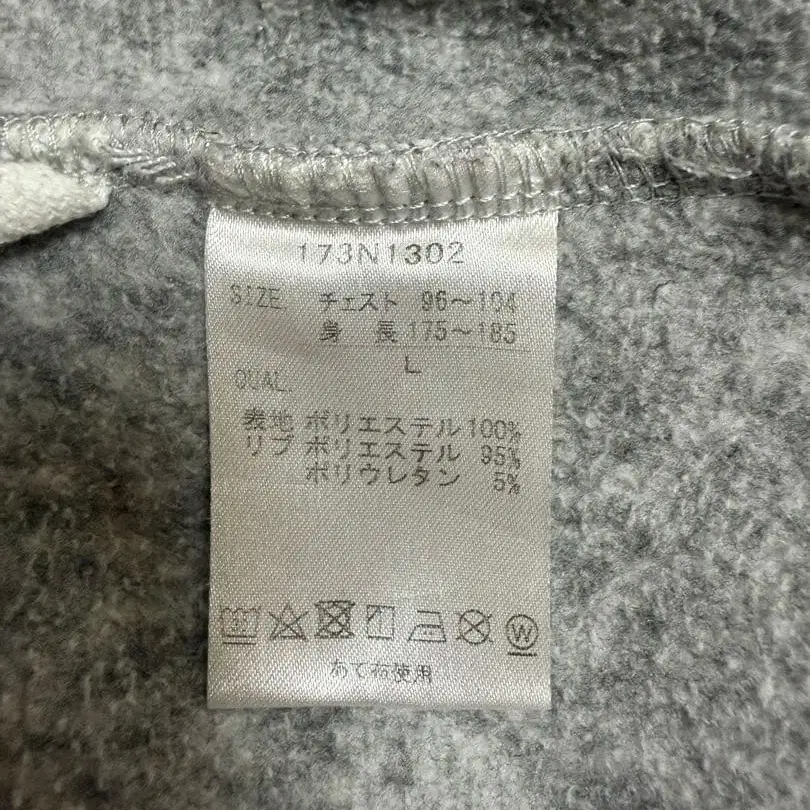 173N1302
SIZE. チェスト 96～104
身 長 175～185
L
QUAL.
表地 ポリエステル 100%
リブ ポリエステル 95%
ポリウレタン 5%
W
あて布使用